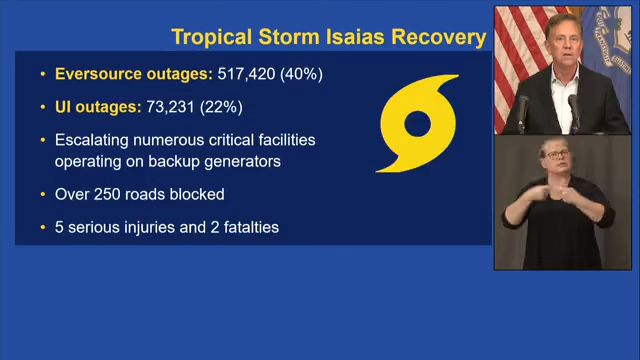 Tropical Storm Isaias Recovery
• Eversource outages: 517,420 (40%)
• UI outages: 73,231 (22%)
• Escalating numerous critical facilities
operating on backup generators
• Over 250 roads blocked
• 5 serious injuries and 2 fatalties